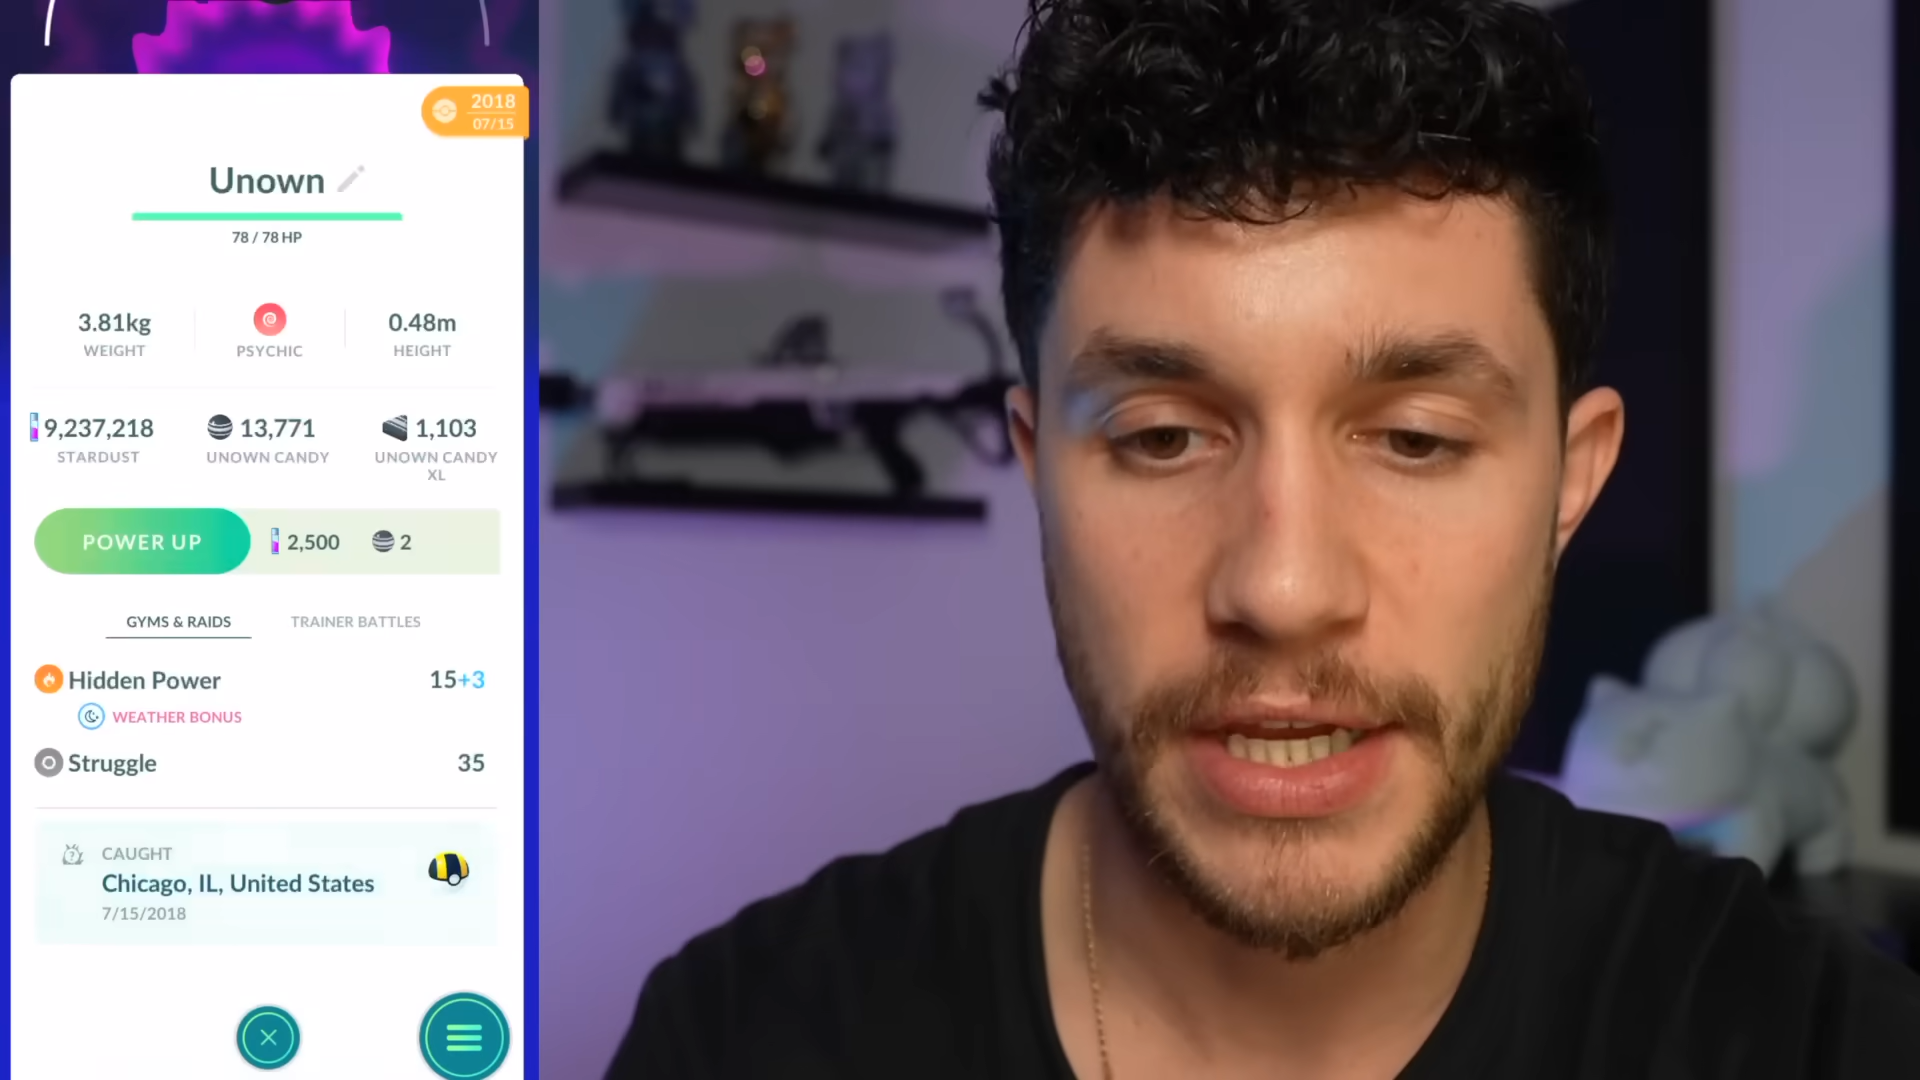 2018
07/15
Unown
78 / 78 HP
3.81kg
WEIGHT
PSYCHIC
0.48m
HEIGHT
9,237,218
STARDUST
13,771
UNOWN CANDY
1,103
UNOWN CANDY
XL
POWER UP
2,500
2
GYMS & RAIDS
TRAINER BATTLES
Hidden Power
15+3
WEATHER BONUS
Struggle
35
CAUGHT
Chicago, IL, United States
7/15/2018